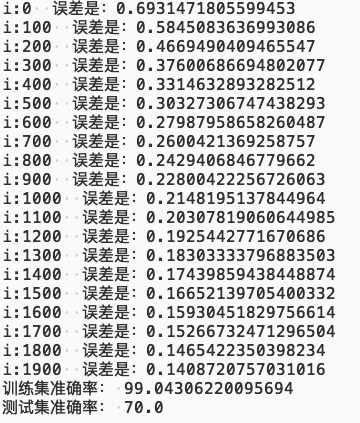 i:0  误差是: 0.6931471805599453
i:100  误差是: 0.5845083636993086
i:200  误差是: 0.4669490409465547
i:300  误差是: 0.37600686694802077
i:400  误差是: 0.3314632893282512
i:500  误差是: 0.30327306747438293
i:600  误差是: 0.27987958658260487
i:700  误差是: 0.2600421369258757
i:800  误差是: 0.2429406846779662
i:900  误差是: 0.22800422256726063
i:1000  误差是: 0.2148195137844964
i:1100  误差是: 0.20307819060644985
i:1200  误差是: 0.1925442771670686
i:1300  误差是: 0.18303333796883503
i:1400  误差是: 0.17439859438448874
i:1500  误差是: 0.16652139705400332
i:1600  误差是: 0.15930451829756614
i:1700  误差是: 0.15266732471296504
i:1800  误差是: 0.1465422350398234
i:1900  误差是: 0.1408720757031016
训练集准确率: 99.04306220095694
测试集准确率: 70.0